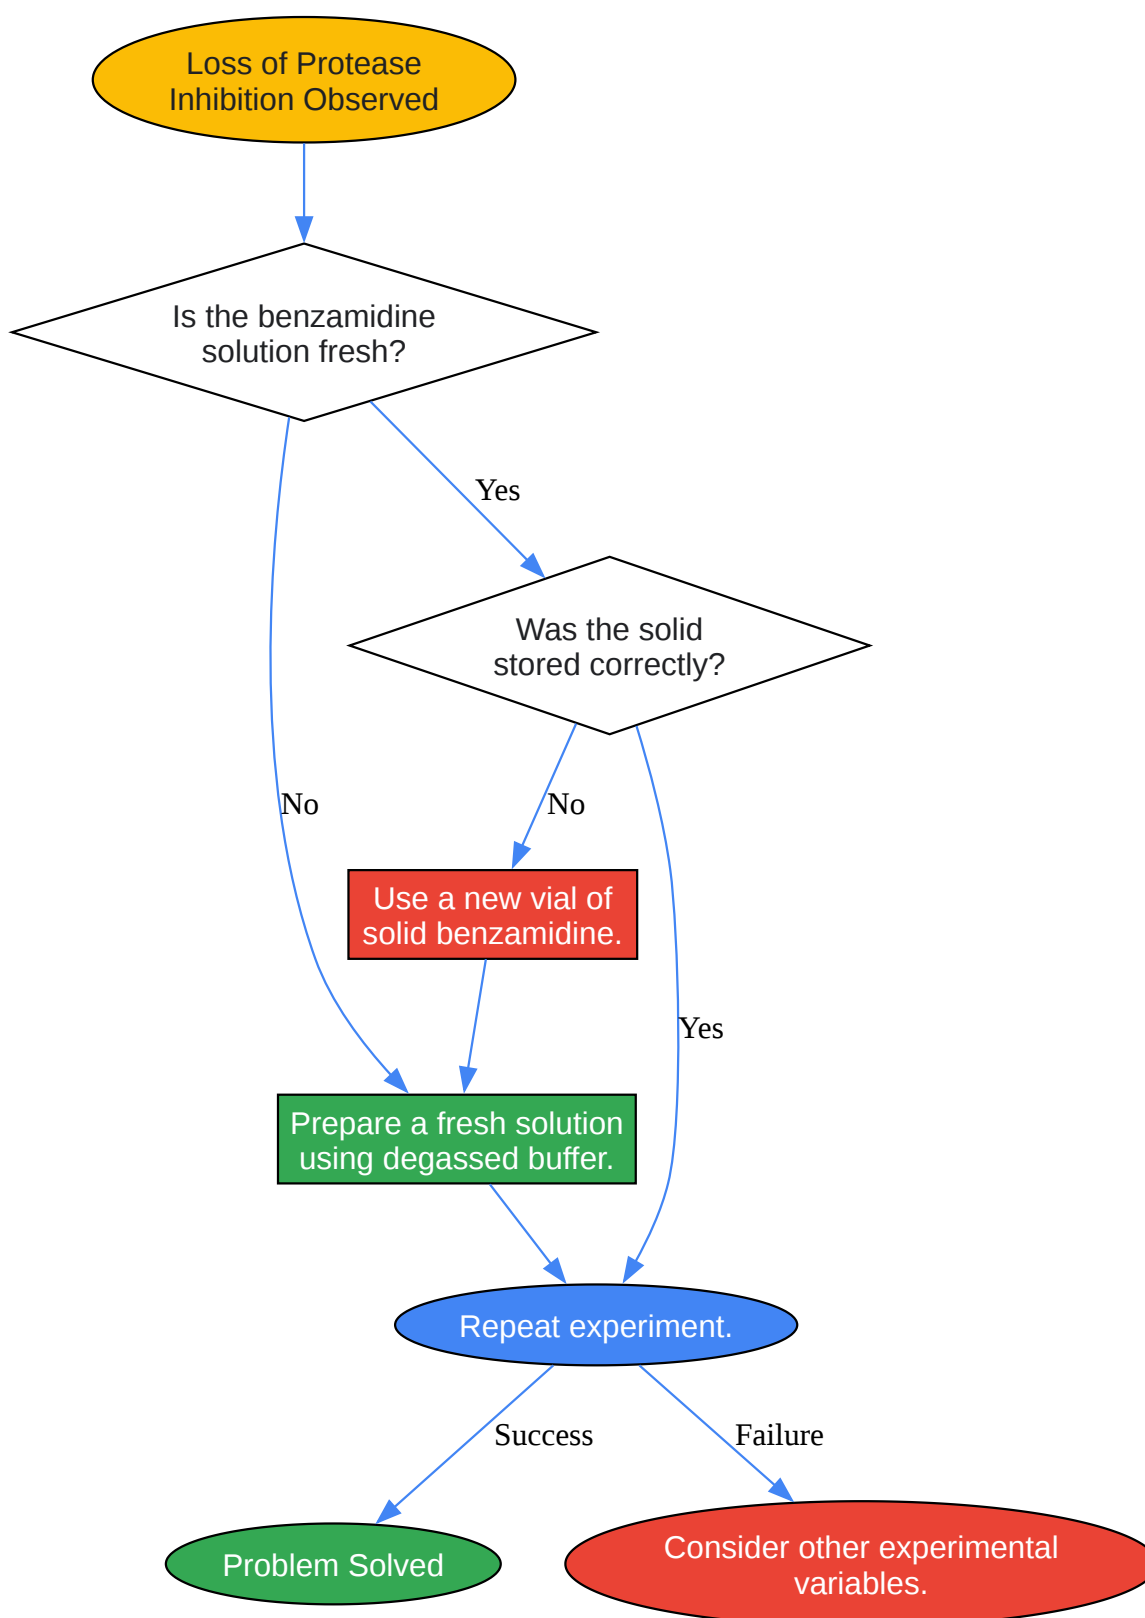 Loss of Protease
Inhibition Observed
Is the benzamidine
solution fresh?
Yes
Was the solid
stored correctly?
No
No
Use a new vial of
solid benzamidine.
Yes
Prepare a fresh solution
using degassed buffer.
Repeat experiment.
Success
Failure
Problem Solved
Consider other experimental
variables.